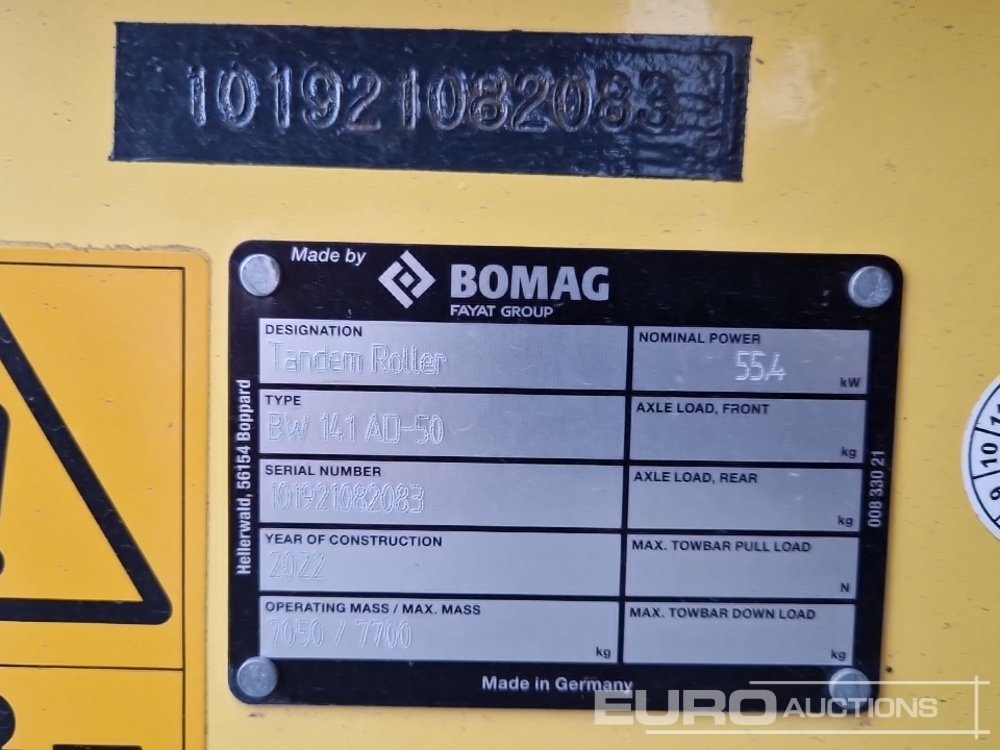 101921082083
Made by
BOMAG
FAYAT GROUP
DESIGNATION
Tandem Roller
NOMINAL POWER
55.4
kW
TYPE
BW 141 AD-50
AXLE LOAD, FRONT
kg
SERIAL NUMBER
101921082083
AXLE LOAD, REAR
kg
YEAR OF CONSTRUCTION
2022
MAX. TOWBAR PULL LOAD
N
OPERATING MASS / MAX. MASS
7050 / 7700
kg
MAX. TOWBAR DOWN LOAD
kg
Hellerwald, 56154 Boppard
008 330 21
Made in Germany
9 10
EURO AUCTIONS